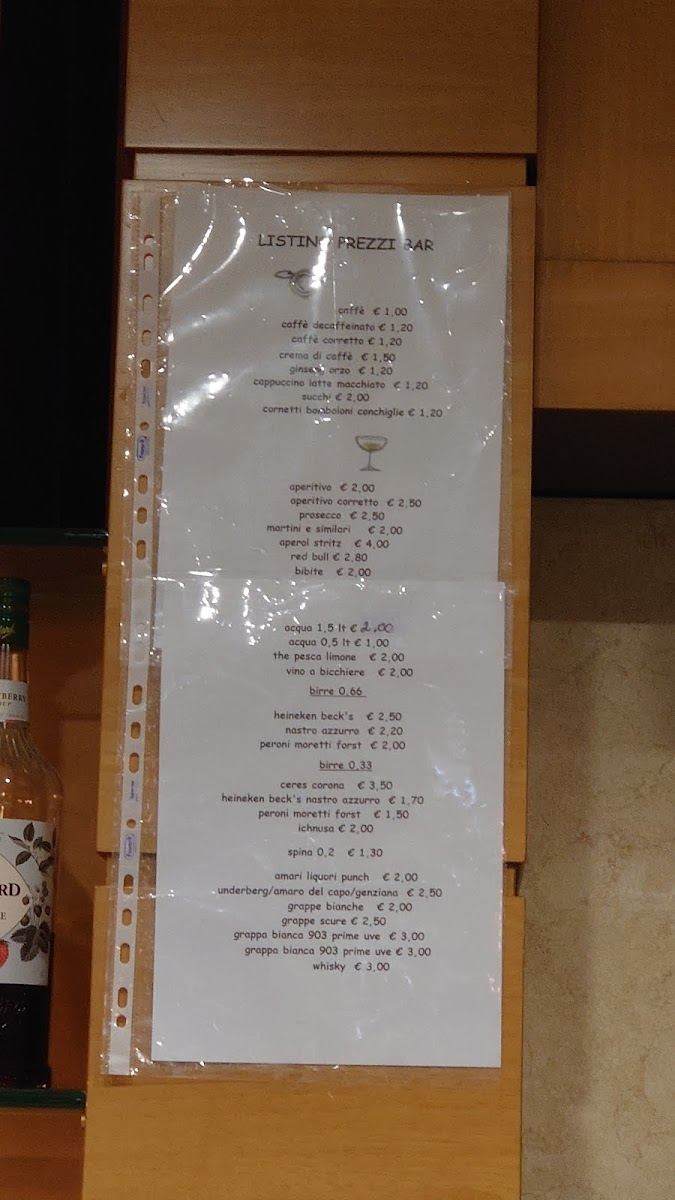 LISTINO PREZZI BAR
caffè € 1,00
caffè decaffeinato € 1,20
caffè corretto € 1,20
crema di caffè € 1,50
ginseng orzo € 1,20
cappuccino latte macchiato € 1,20
succhi € 2,00
cornetti bomboloni conchiglie € 1,20
aperitivo € 2,00
aperitivo corretto € 2,50
prosecco € 2,50
martini e similari € 2,00
aperol stritz € 4,00
red bull € 2,80
bibite € 2,00
acqua 1,5 lt € 2,00
acqua 0,5 lt € 1,00
the pesca limone € 2,00
vino a bicchiere € 2,00
birre 0,66
heineken beck's € 2,50
nastro azzurro € 2,20
peroni moretti forst € 2,00
birre 0,33
ceres corona € 3,50
heineken beck's nastro azzurro € 1,70
peroni moretti forst € 1,50
ichnusa € 2,00
spina 0,2 € 1,30
amari liquori punch € 2,00
underberg/amaro del capo/genziana € 2,50
grappe bianche € 2,00
grappe scure € 2,50
grappa bianca 903 prime uve € 3,00
grappa bianca 903 prime uve € 3,00
whisky € 3,00